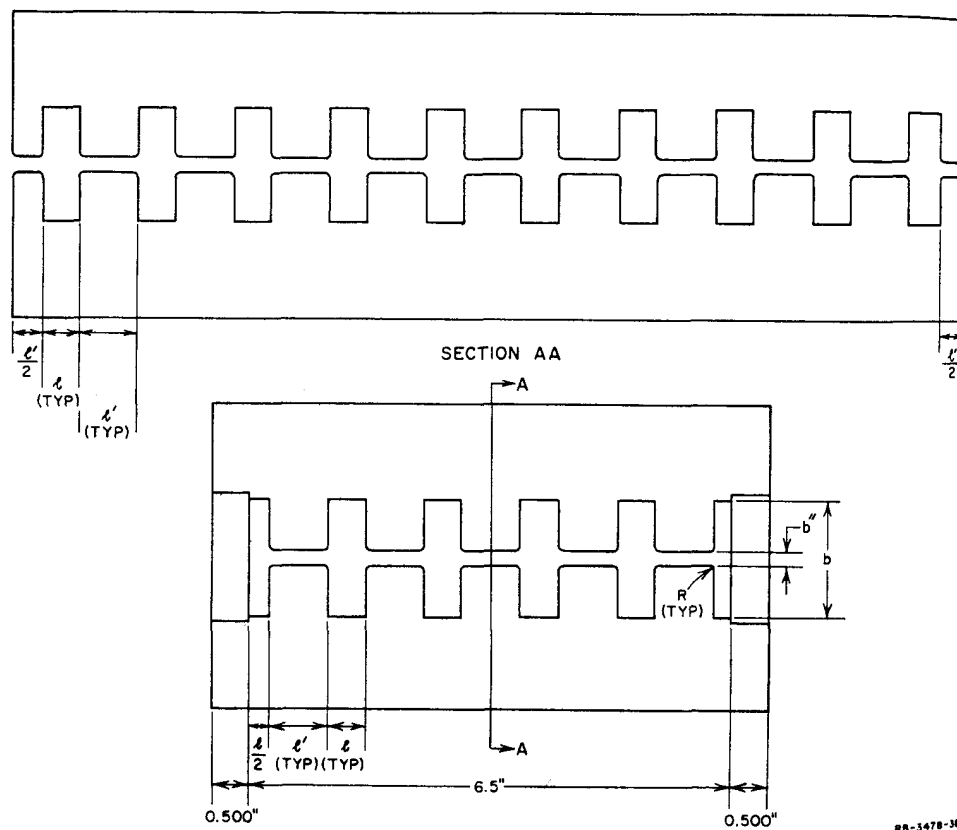 ℓ'/2
ℓ
(TYP)
ℓ'
(TYP)
ℓ'/2
SECTION AA
A
b"
b
R
(TYP)
ℓ/2
ℓ'
(TYP)
ℓ
(TYP)
A
6.5"
0.500"
0.500"